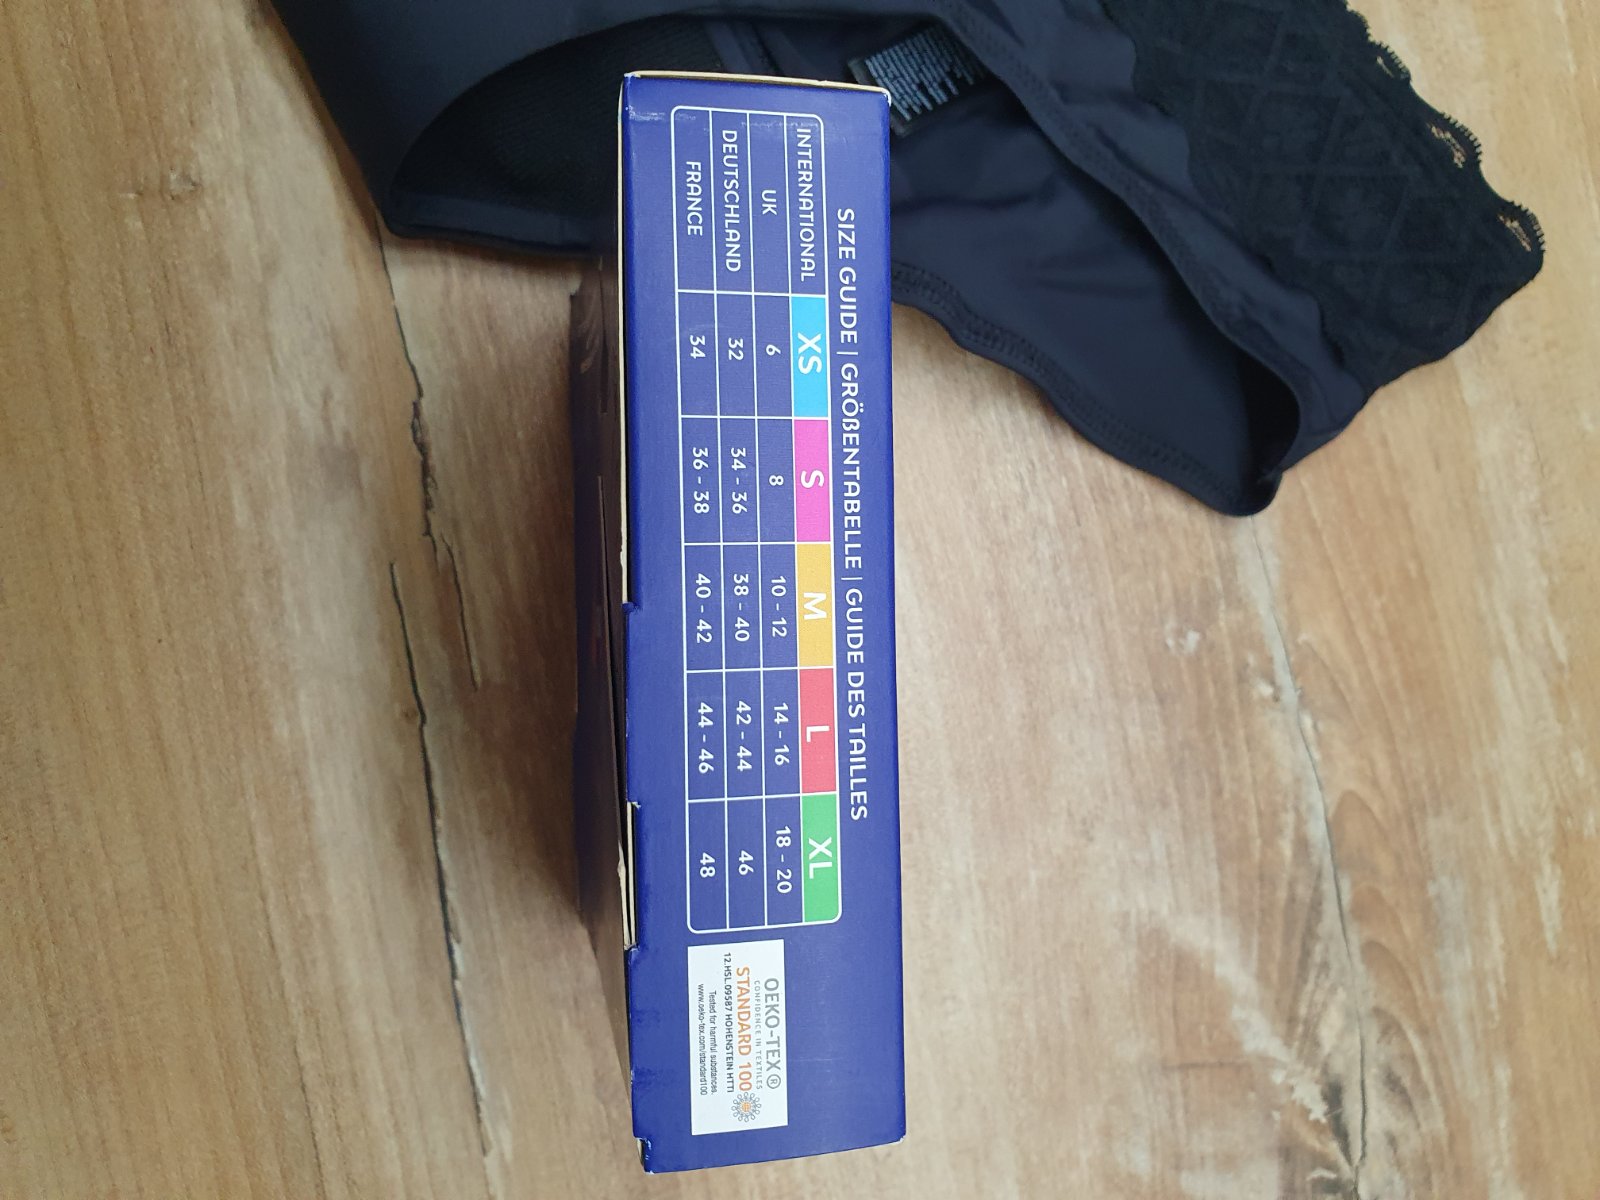 SIZE GUIDE | GRÖßENTABELLE | GUIDE DES TAILLES
INTERNATIONAL XS S M L XL
UK 6 8 10 - 12 14 - 16 18 - 20
DEUTSCHLAND 32 34 - 36 38 - 40 42 - 44 46
FRANCE 34 36 - 38 40 - 42 44 - 46 48
OEKO-TEX®
CONFIDENCE IN TEXTILES
STANDARD 100
12.HSL.09587 HOHENSTEIN HTTI
Tested for harmful substances.
www.oeko-tex.com/standard100